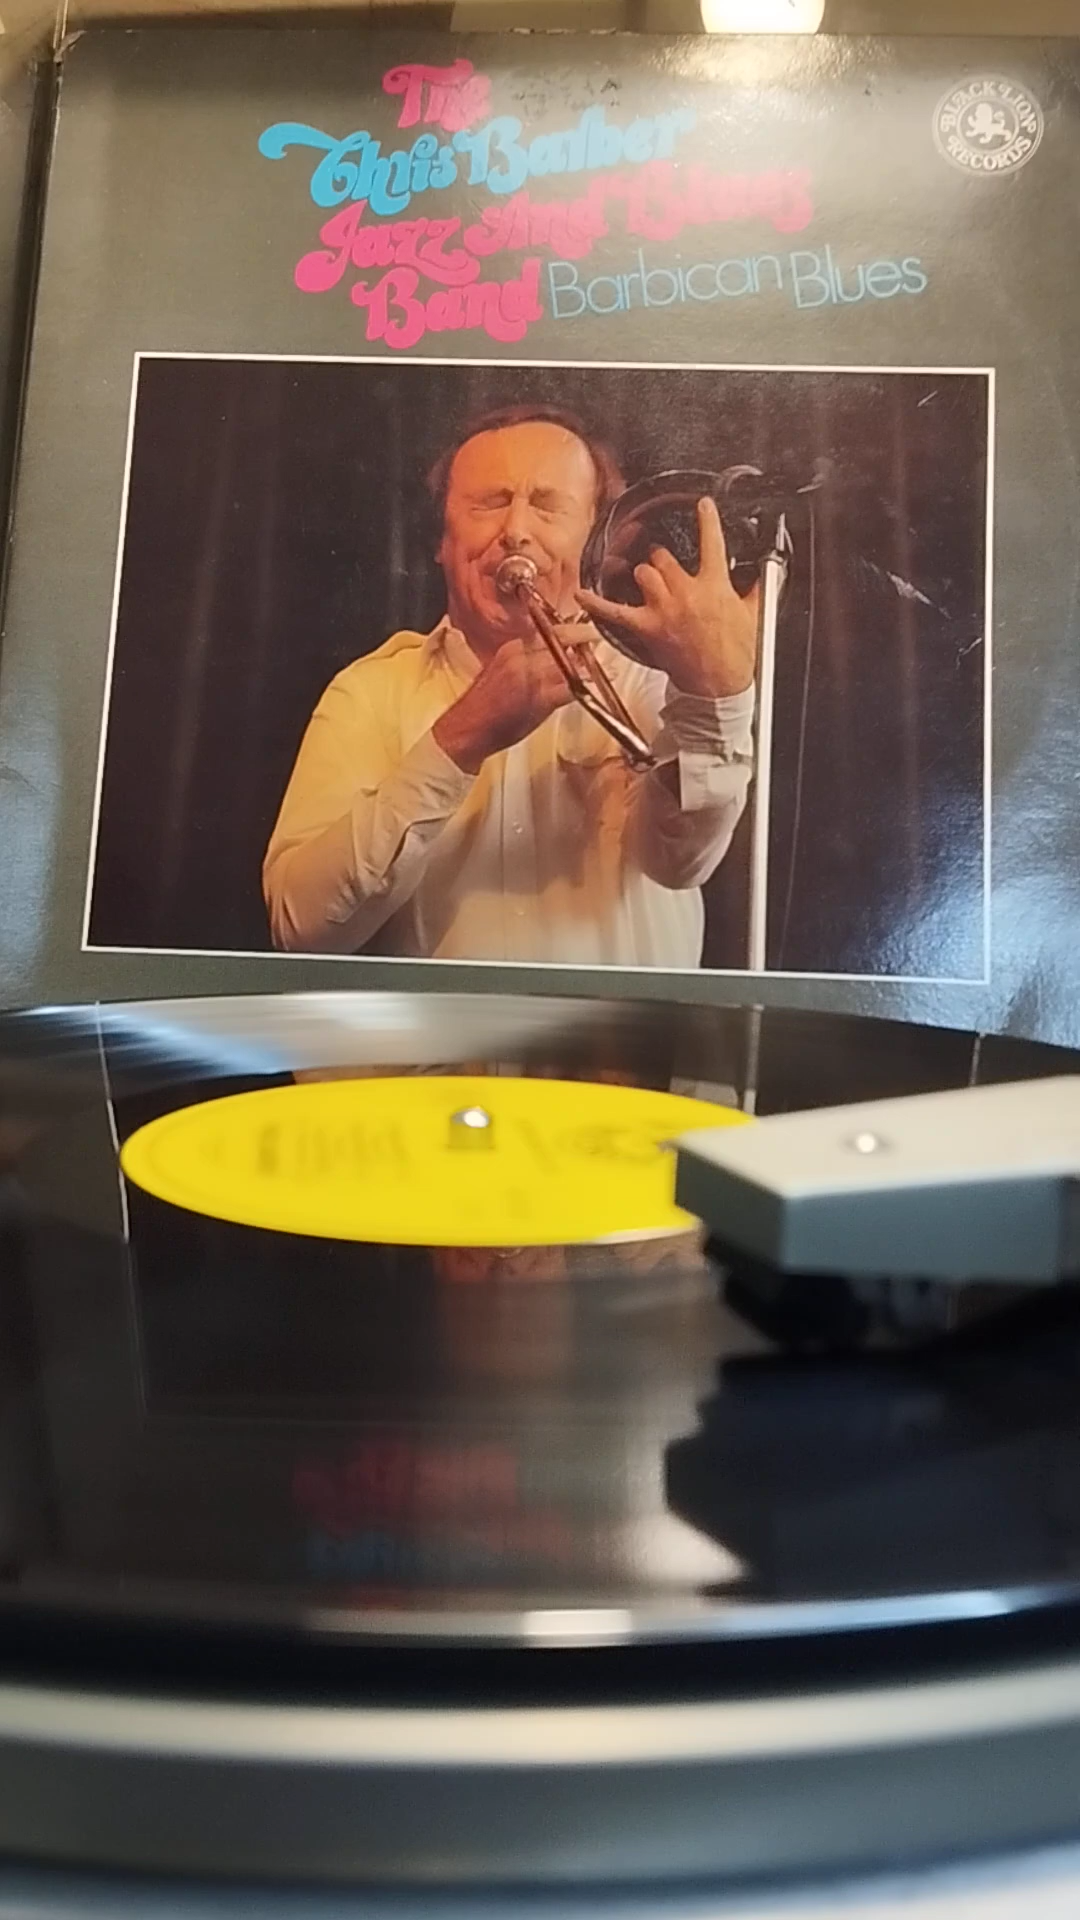 The
Chris Barber
Jazz And Blues
Band Barbican Blues
BLACK LION
RECORDS